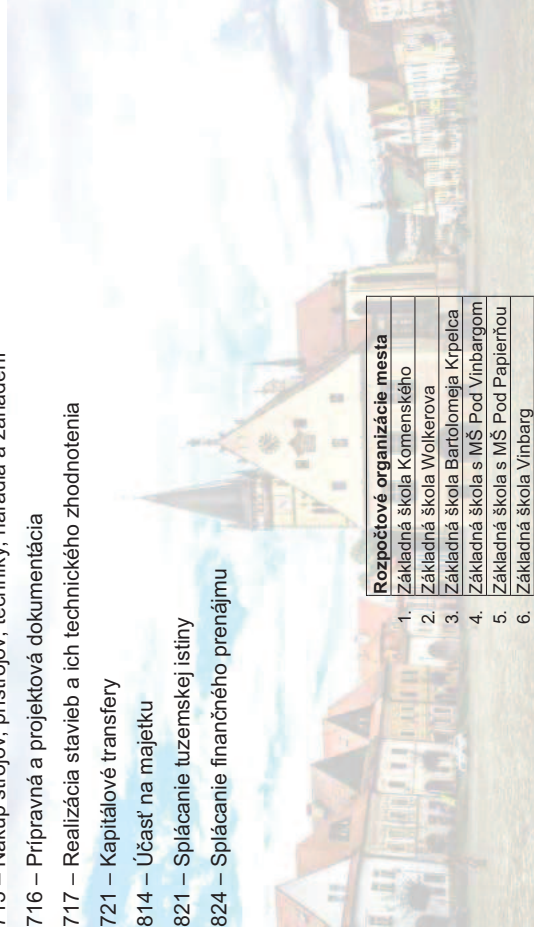 716 – Prípravná a projektová dokumentácia
717 – Realizácia stavieb a ich technického zhodnotenia
721 – Kapitálové transfery
814 – Účasť na majetku
821 – Splácanie tuzemskej istiny
824 – Splácanie finančného prenájmu
Rozpočtové organizácie mesta
1. Základná škola Komenského
2. Základná škola Wolkerova
3. Základná škola Bartolomeja Krpelca
4. Základná škola s MŠ Pod Vinbargom
5. Základná škola s MŠ Pod Papierňou
6. Základná škola Vinbarg